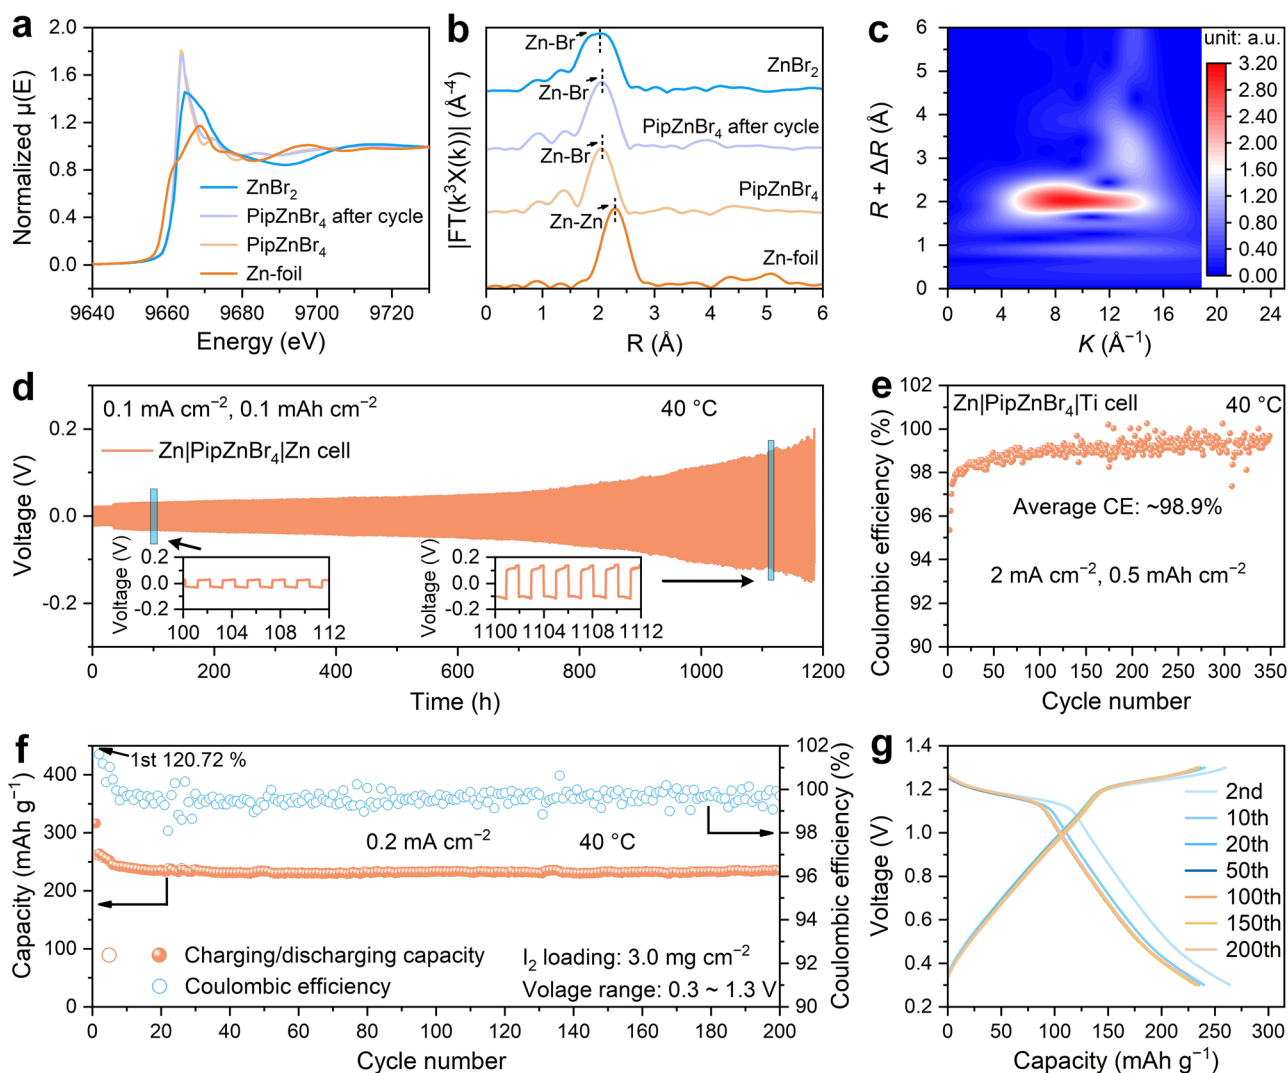 a
Normalized μ(E)
2.0
1.6
1.2
0.8
0.4
0.0
ZnBr2
PipZnBr4 after cycle
PipZnBr4
Zn-foil
9640 9660 9680 9700 9720
Energy (eV)
b
|FT(k³X(k))| (Å-4)
Zn-Br
ZnBr2
Zn-Br
PipZnBr4 after cycle
Zn-Br
PipZnBr4
Zn-Zn
Zn-foil
0 1 2 3 4 5 6
R (Å)
c
R + ΔR (Å)
6
5
4
3
2
1
0
unit: a.u.
3.20
2.80
2.40
2.00
1.60
1.20
0.80
0.40
0.00
0 4 8 12 16 20 24
K (Å−1)
d
Voltage (V)
0.2
0.0
-0.2
0.1 mA cm−2, 0.1 mAh cm−2
40 °C
Zn|PipZnBr4|Zn cell
Voltage (V)
0.2
0.0
-0.2
100 104 108 112
Voltage (V)
0.2
0.0
-0.2
1100 1104 1108 1112
0 200 400 600 800 1000 1200
Time (h)
e
Coulombic efficiency (%)
102
100
98
96
94
92
90
Zn|PipZnBr4|Ti cell
40 °C
Average CE: ~98.9%
2 mA cm−2, 0.5 mAh cm−2
0 50 100 150 200 250 300 350
Cycle number
f
Capacity (mAh g−1)
400
300
200
100
0
1st 120.72 %
0.2 mA cm−2
40 °C
Charging/discharging capacity
Coulombic efficiency
I2 loading: 3.0 mg cm−2
Volage range: 0.3 ~ 1.3 V
102
100
98
96
94
92
90
Coulombic efficiency (%)
0 20 40 60 80 100 120 140 160 180 200
Cycle number
g
Voltage (V)
1.4
1.2
1.0
0.8
0.6
0.4
0.2
2nd
10th
20th
50th
100th
150th
200th
0 50 100 150 200 250 300
Capacity (mAh g−1)